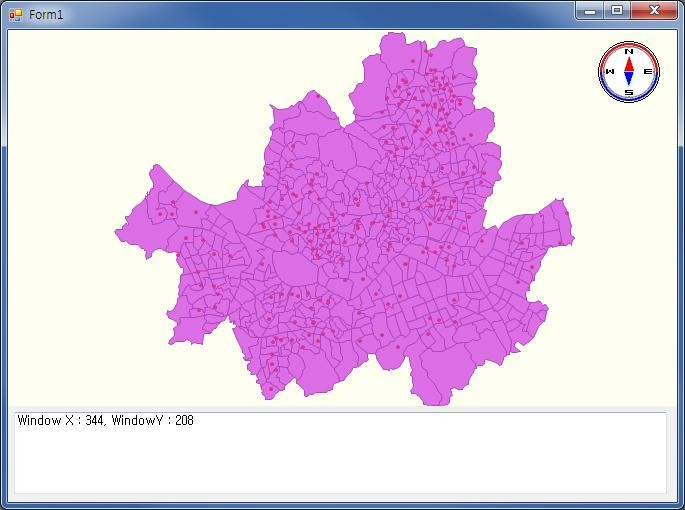 Form1
N
W E
S
Window X : 344, WindowY : 208